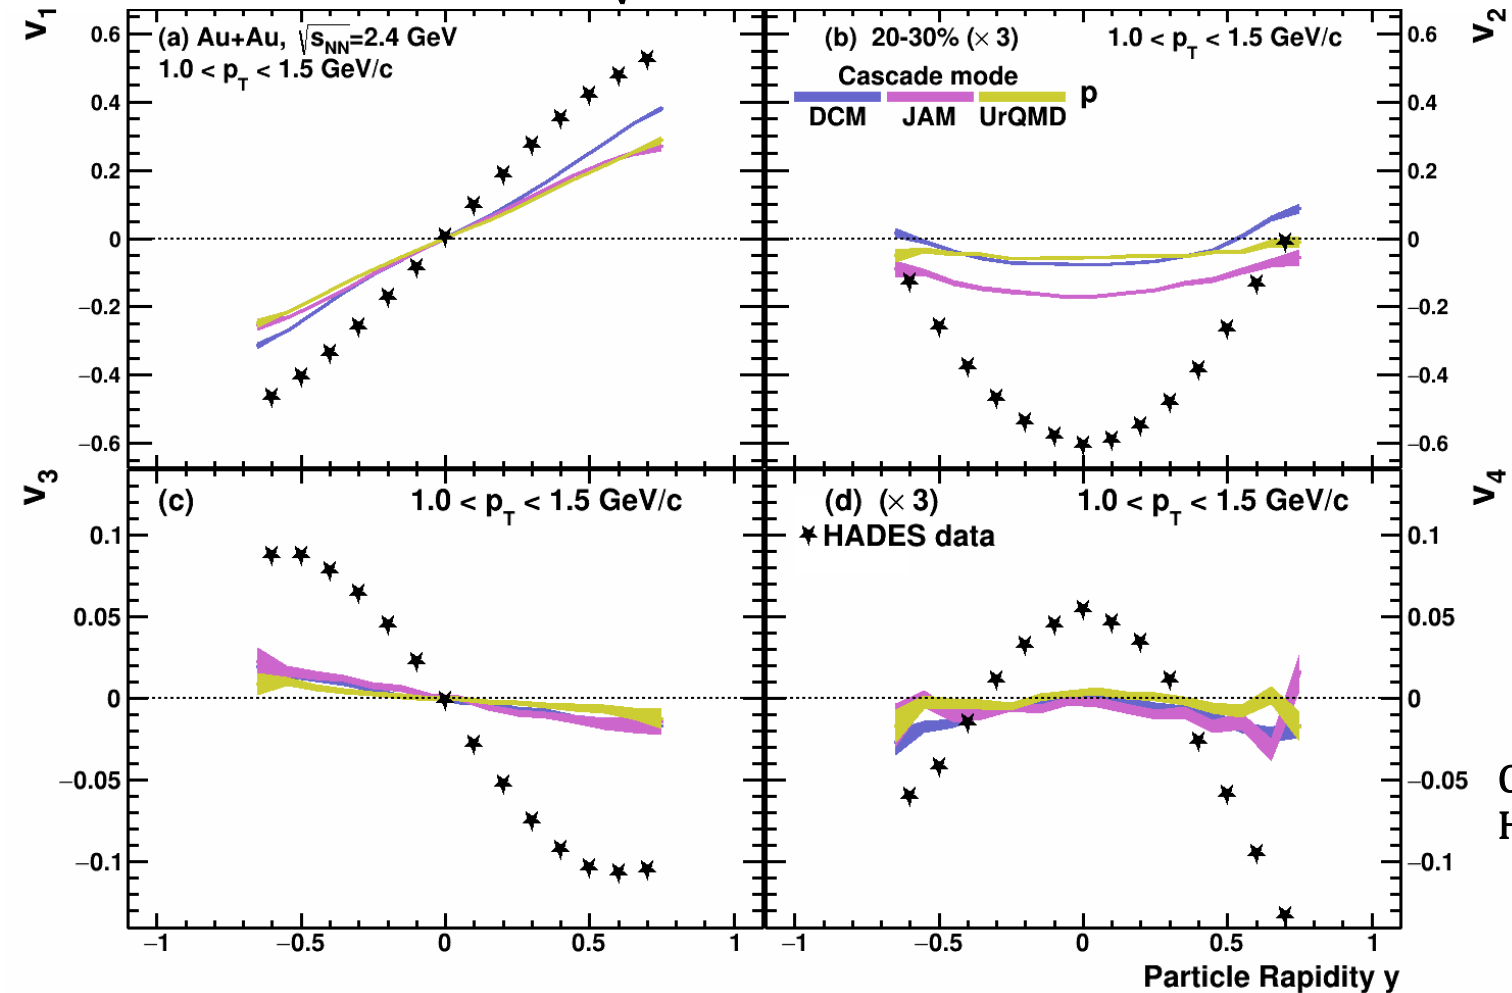 v1
(a) Au+Au, √sNN=2.4 GeV
1.0 < pT < 1.5 GeV/c
0.6
0.4
0.2
0
−0.2
−0.4
−0.6
(b) 20-30% (× 3) 1.0 < pT < 1.5 GeV/c
Cascade mode
p
DCM JAM UrQMD
v2
0.6
0.4
0.2
0
−0.2
−0.4
−0.6
v3
(c) 1.0 < pT < 1.5 GeV/c
0.1
0.05
0
−0.05
−0.1
−1 −0.5 0 0.5 1
(d) (× 3) 1.0 < pT < 1.5 GeV/c
HADES data
v4
0.1
0.05
0
−0.05
−0.1
−1 −0.5 0 0.5 1
Particle Rapidity y